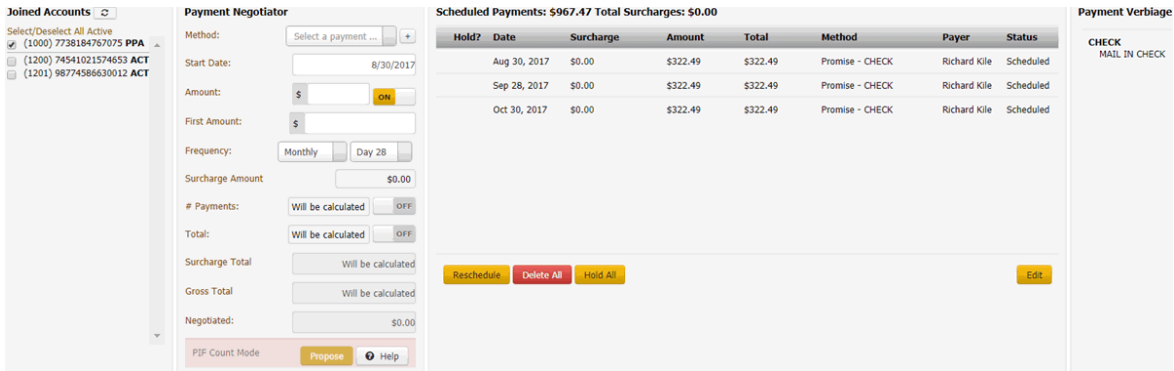 Joined Accounts
Select/Deselect All Active
(1000) 7738184767075 PPA
(1200) 74541021574653 ACT
(1201) 98774586630012 ACT
Payment Negotiator
Method: Select a payment ... +
Start Date: 8/30/2017
Amount: $ ON
First Amount: $
Frequency: Monthly Day 28
Surcharge Amount $0.00
# Payments: Will be calculated OFF
Total: Will be calculated OFF
Surcharge Total Will be calculated
Gross Total Will be calculated
Negotiated: $0.00
PIF Count Mode Propose ? Help
Scheduled Payments: $967.47 Total Surcharges: $0.00
Hold? Date Surcharge Amount Total Method Payer Status
Aug 30, 2017 $0.00 $322.49 $322.49 Promise - CHECK Richard Kile Scheduled
Sep 28, 2017 $0.00 $322.49 $322.49 Promise - CHECK Richard Kile Scheduled
Oct 30, 2017 $0.00 $322.49 $322.49 Promise - CHECK Richard Kile Scheduled
Reschedule Delete All Hold All Edit
Payment Verbiage
CHECK
MAIL IN CHECK